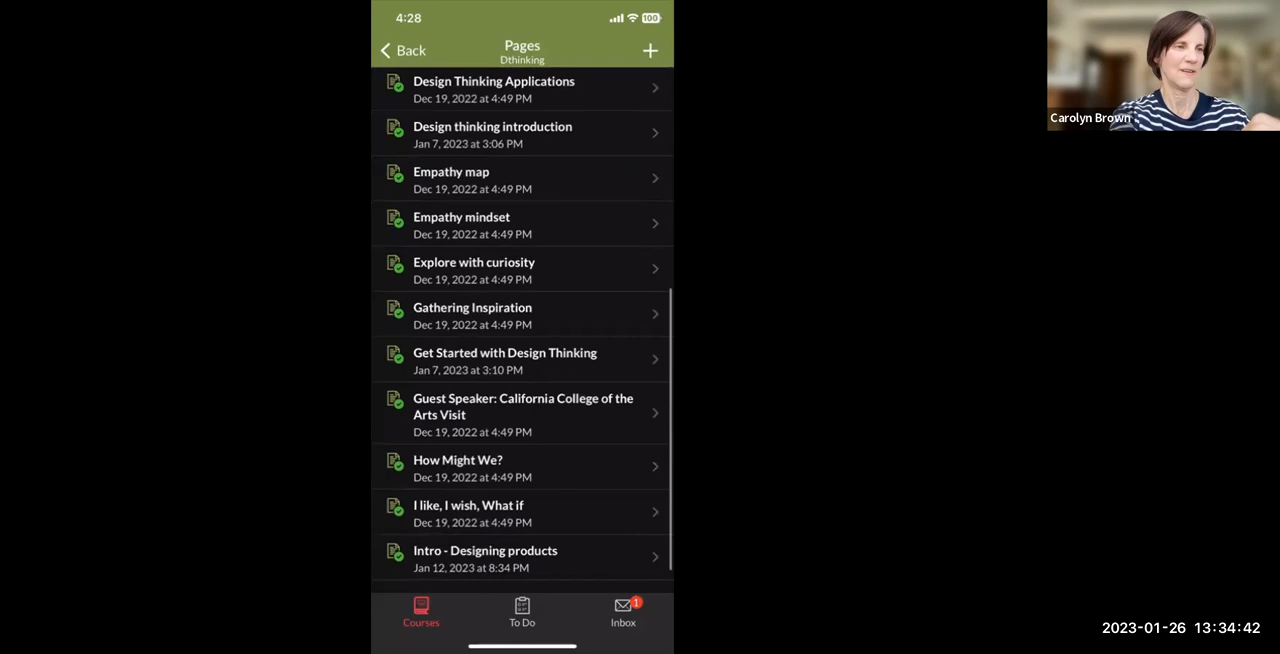 4:28
100
Back
Pages
Dthinking
Design Thinking Applications
Dec 19, 2022 at 4:49 PM
Design thinking introduction
Jan 7, 2023 at 3:06 PM
Empathy map
Dec 19, 2022 at 4:49 PM
Empathy mindset
Dec 19, 2022 at 4:49 PM
Explore with curiosity
Dec 19, 2022 at 4:49 PM
Gathering Inspiration
Dec 19, 2022 at 4:49 PM
Get Started with Design Thinking
Jan 7, 2023 at 3:10 PM
Guest Speaker: California College of the
Arts Visit
Dec 19, 2022 at 4:49 PM
How Might We?
Dec 19, 2022 at 4:49 PM
I like, I wish, What if
Dec 19, 2022 at 4:49 PM
Intro - Designing products
Jan 12, 2023 at 8:34 PM
Courses
To Do
1
Inbox
Carolyn Brown
2023-01-26 13:34:42